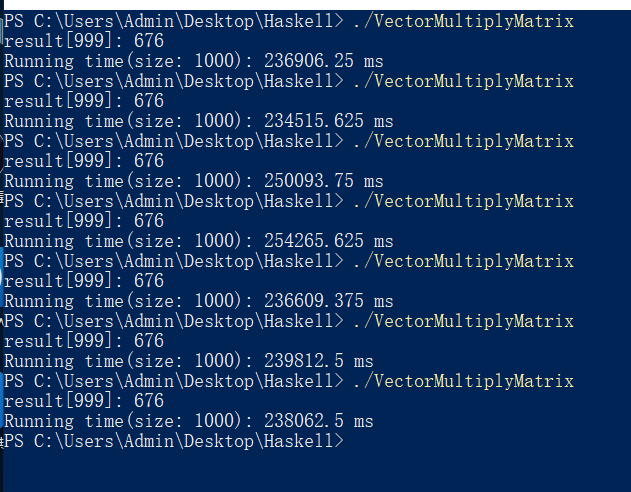 PS C:\Users\Admin\Desktop\Haskell> ./VectorMultiplyMatrix
result[999]: 676
Running time(size: 1000): 236906.25 ms
PS C:\Users\Admin\Desktop\Haskell> ./VectorMultiplyMatrix
result[999]: 676
Running time(size: 1000): 234515.625 ms
PS C:\Users\Admin\Desktop\Haskell> ./VectorMultiplyMatrix
result[999]: 676
Running time(size: 1000): 250093.75 ms
PS C:\Users\Admin\Desktop\Haskell> ./VectorMultiplyMatrix
result[999]: 676
Running time(size: 1000): 254265.625 ms
PS C:\Users\Admin\Desktop\Haskell> ./VectorMultiplyMatrix
result[999]: 676
Running time(size: 1000): 236609.375 ms
PS C:\Users\Admin\Desktop\Haskell> ./VectorMultiplyMatrix
result[999]: 676
Running time(size: 1000): 239812.5 ms
PS C:\Users\Admin\Desktop\Haskell> ./VectorMultiplyMatrix
result[999]: 676
Running time(size: 1000): 238062.5 ms
PS C:\Users\Admin\Desktop\Haskell>